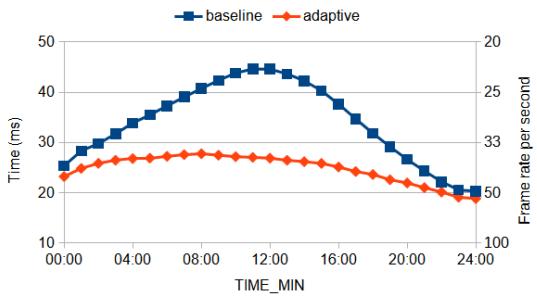 baseline adaptive
50 20
40 25
30 33
20 50
10 100
Time (ms)
Frame rate per second
00:00 04:00 08:00 12:00 16:00 20:00 24:00
TIME_MIN